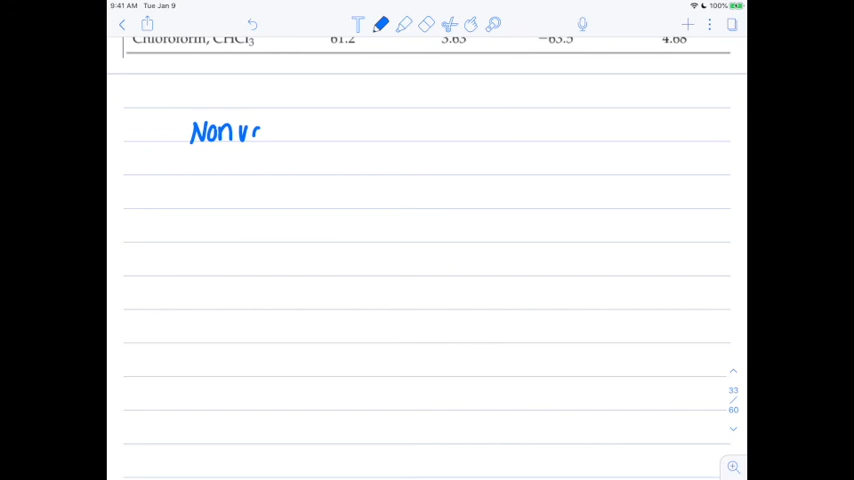 9:41 AM Tue Jan 9
100%
T
Chloroform, CHCl₃ 61.2 3.63 −63.5 4.68
Nonv
33
/
60